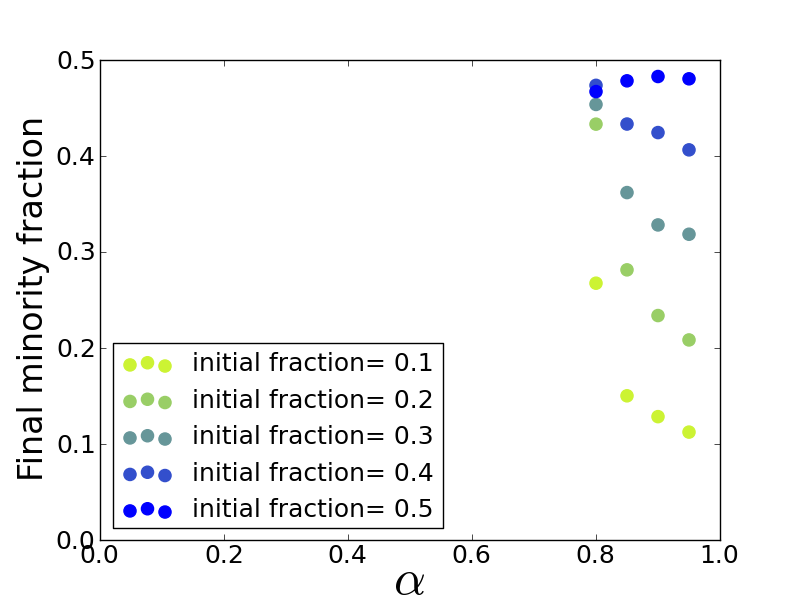 0.5
0.4
0.3
0.2
0.1
0.0
Final minority fraction
initial fraction= 0.1
initial fraction= 0.2
initial fraction= 0.3
initial fraction= 0.4
initial fraction= 0.5
0.0 0.2 0.4 0.6 0.8 1.0
α